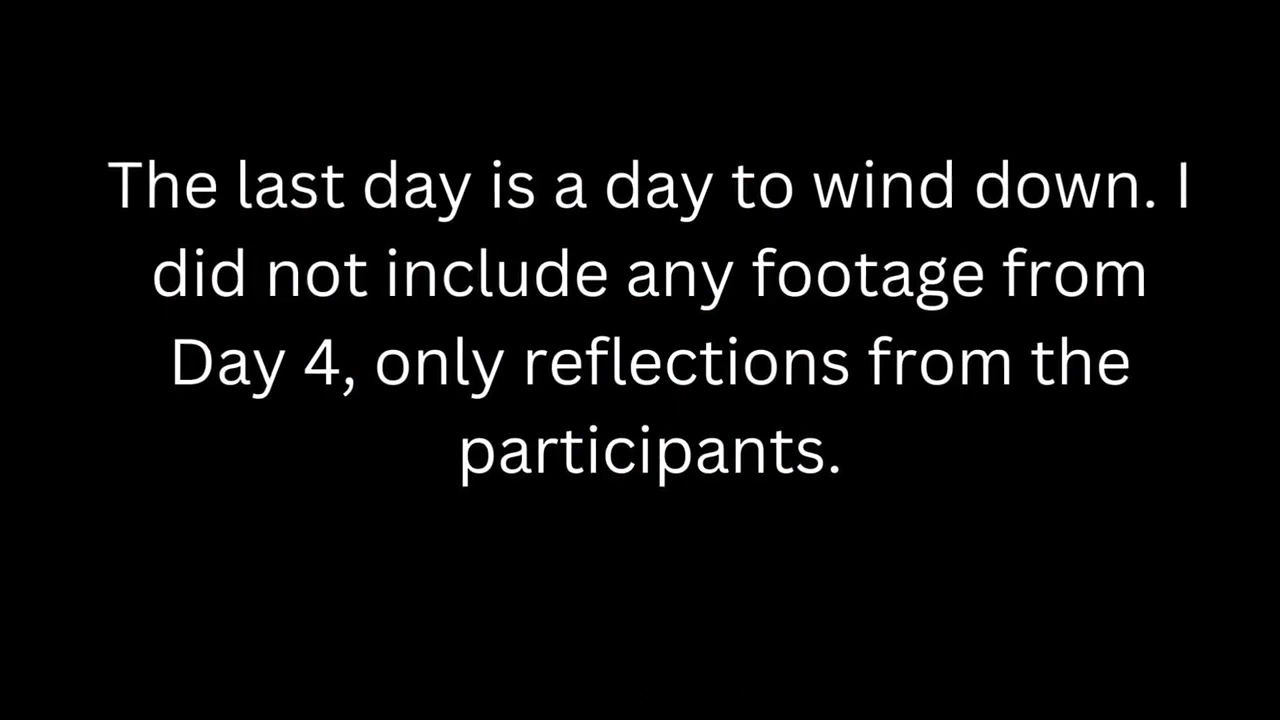 The last day is a day to wind down. I
did not include any footage from
Day 4, only reflections from the
participants.